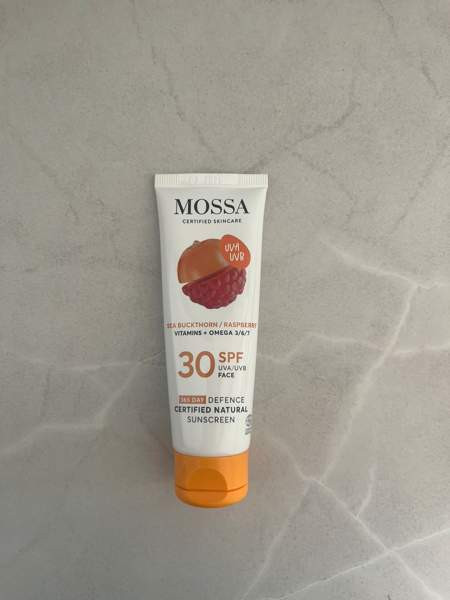 MOSSA
CERTIFIED SKINCARE
UVA
UVB
SEA BUCKTHORN / RASPBERRY
VITAMINS + OMEGA 3/6/7
30 SPF
UVA/UVB
FACE
365 DAY DEFENCE
CERTIFIED NATURAL
SUNSCREEN